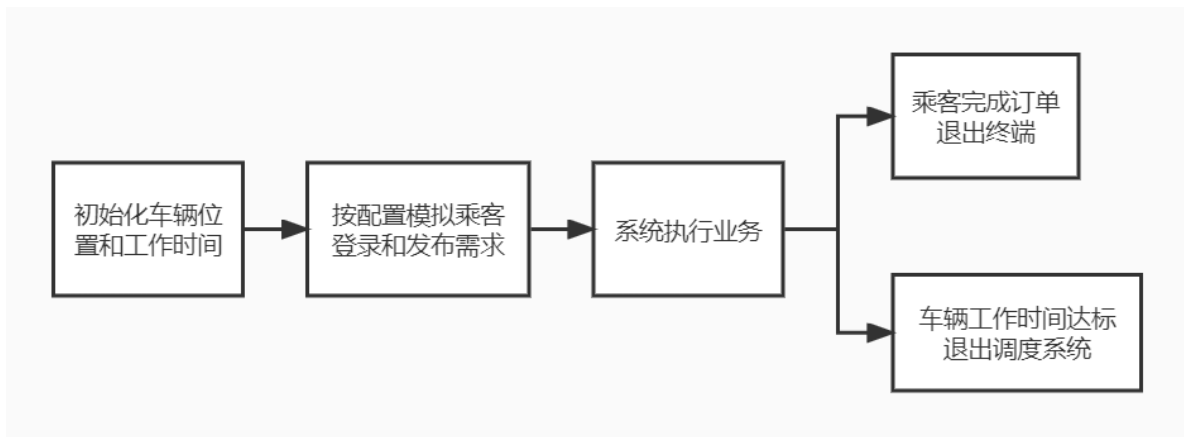 初始化车辆位
置和工作时间
按配置模拟乘客
登录和发布需求
系统执行业务
乘客完成订单
退出终端
车辆工作时间达标
退出调度系统